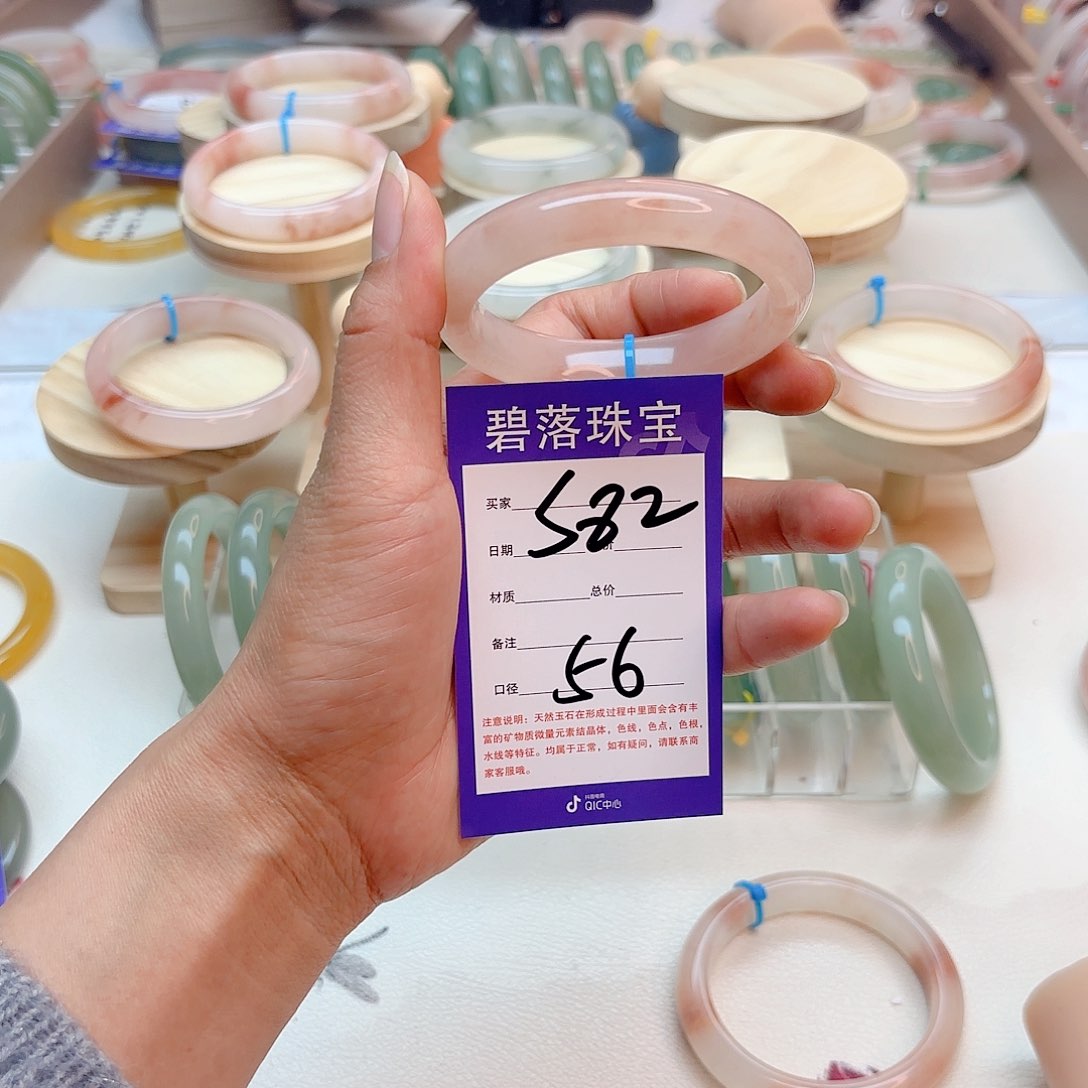 碧落珠宝
买家 582
日期
材质 总价
备注
口径 56
注意说明：天然玉石在形成过程中里面会含有丰
富的矿物质微量元素结晶体，色线，色点，色根，
水线等特征。均属于正常，如有疑问，请联系商
家客服哦。
抖音电商
QIC中心